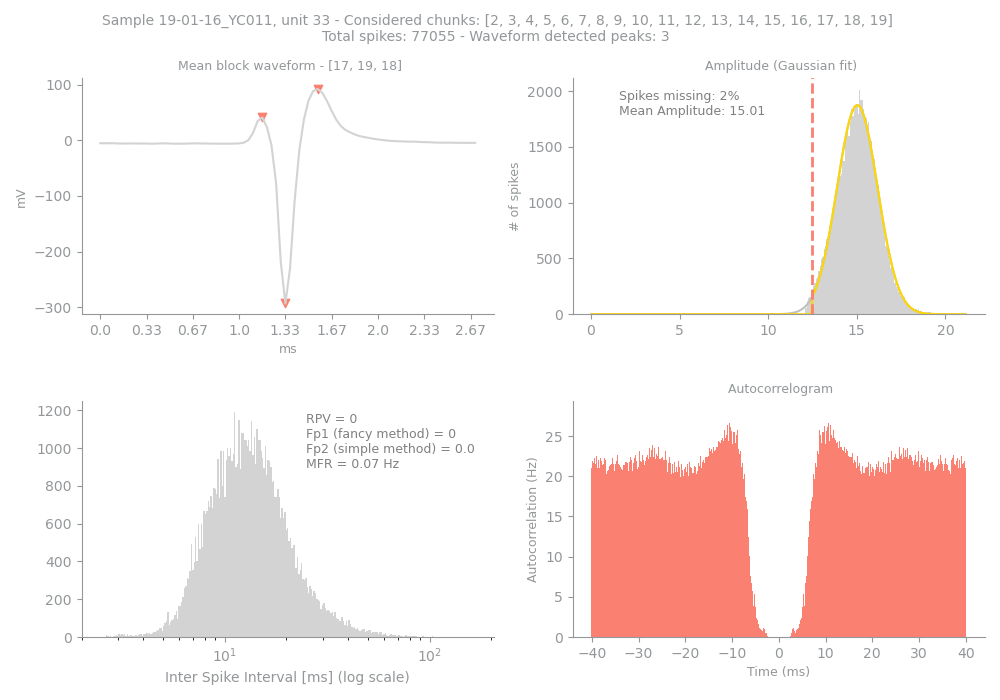 Sample 19-01-16_YC011, unit 33 - Considered chunks: [2, 3, 4, 5, 6, 7, 8, 9, 10, 11, 12, 13, 14, 15, 16, 17, 18, 19]
Total spikes: 77055 - Waveform detected peaks: 3
Mean block waveform - [17, 19, 18]
100
0
−100
−200
−300
mV
0.0 0.33 0.67 1.0 1.33 1.67 2.0 2.33 2.67
ms
Amplitude (Gaussian fit)
Spikes missing: 2%
Mean Amplitude: 15.01
2000
1500
1000
500
0
# of spikes
0 5 10 15 20
1200
1000
800
600
400
200
0
RPV = 0
Fp1 (fancy method) = 0
Fp2 (simple method) = 0.0
MFR = 0.07 Hz
10¹ 10²
Inter Spike Interval [ms] (log scale)
Autocorrelogram
25
20
15
10
5
0
Autocorrelation (Hz)
−40 −30 −20 −10 0 10 20 30 40
Time (ms)